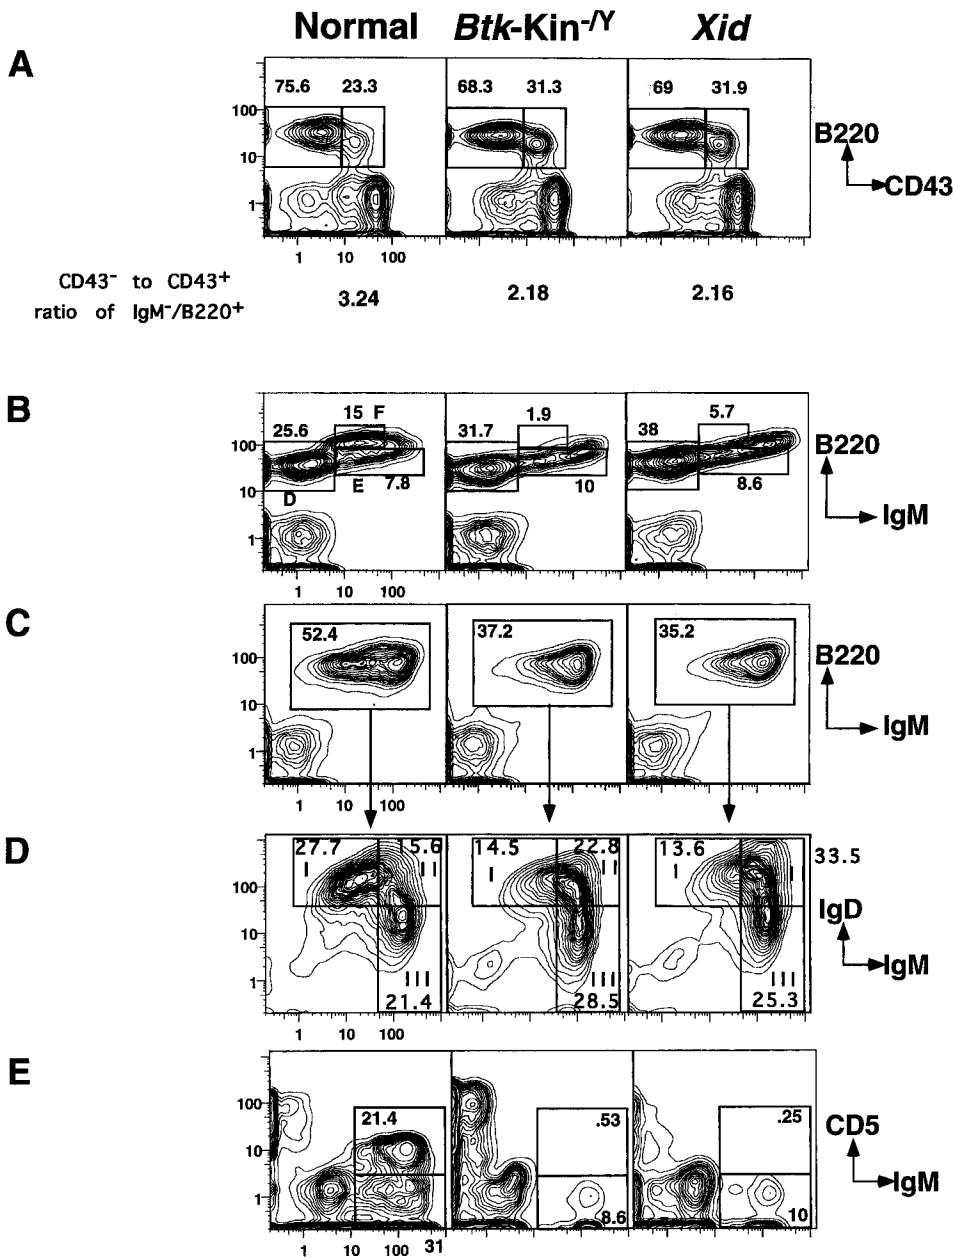 Normal Btk-Kin-/Y Xid
A
75.6 23.3 68.3 31.3 69 31.9
100
10
1
B220
CD43
1 10 100
CD43- to CD43+
ratio of IgM-/B220+
3.24 2.18 2.16
B
25.6 15 F 31.7 1.9 38 5.7
100
10
1
D E 7.8 10 8.6
B220
IgM
1 10 100
C
52.4 37.2 35.2
100
10
1
B220
IgM
1 10 100
D
27.7 15.6 14.5 22.8 13.6 33.5
I II I II I II
100
10
1
IgD
IgM
III III III
21.4 28.5 25.3
1 10 100
E
21.4 .53 .25
100
10
1
CD5
IgM
8.6 10
1 10 100 31